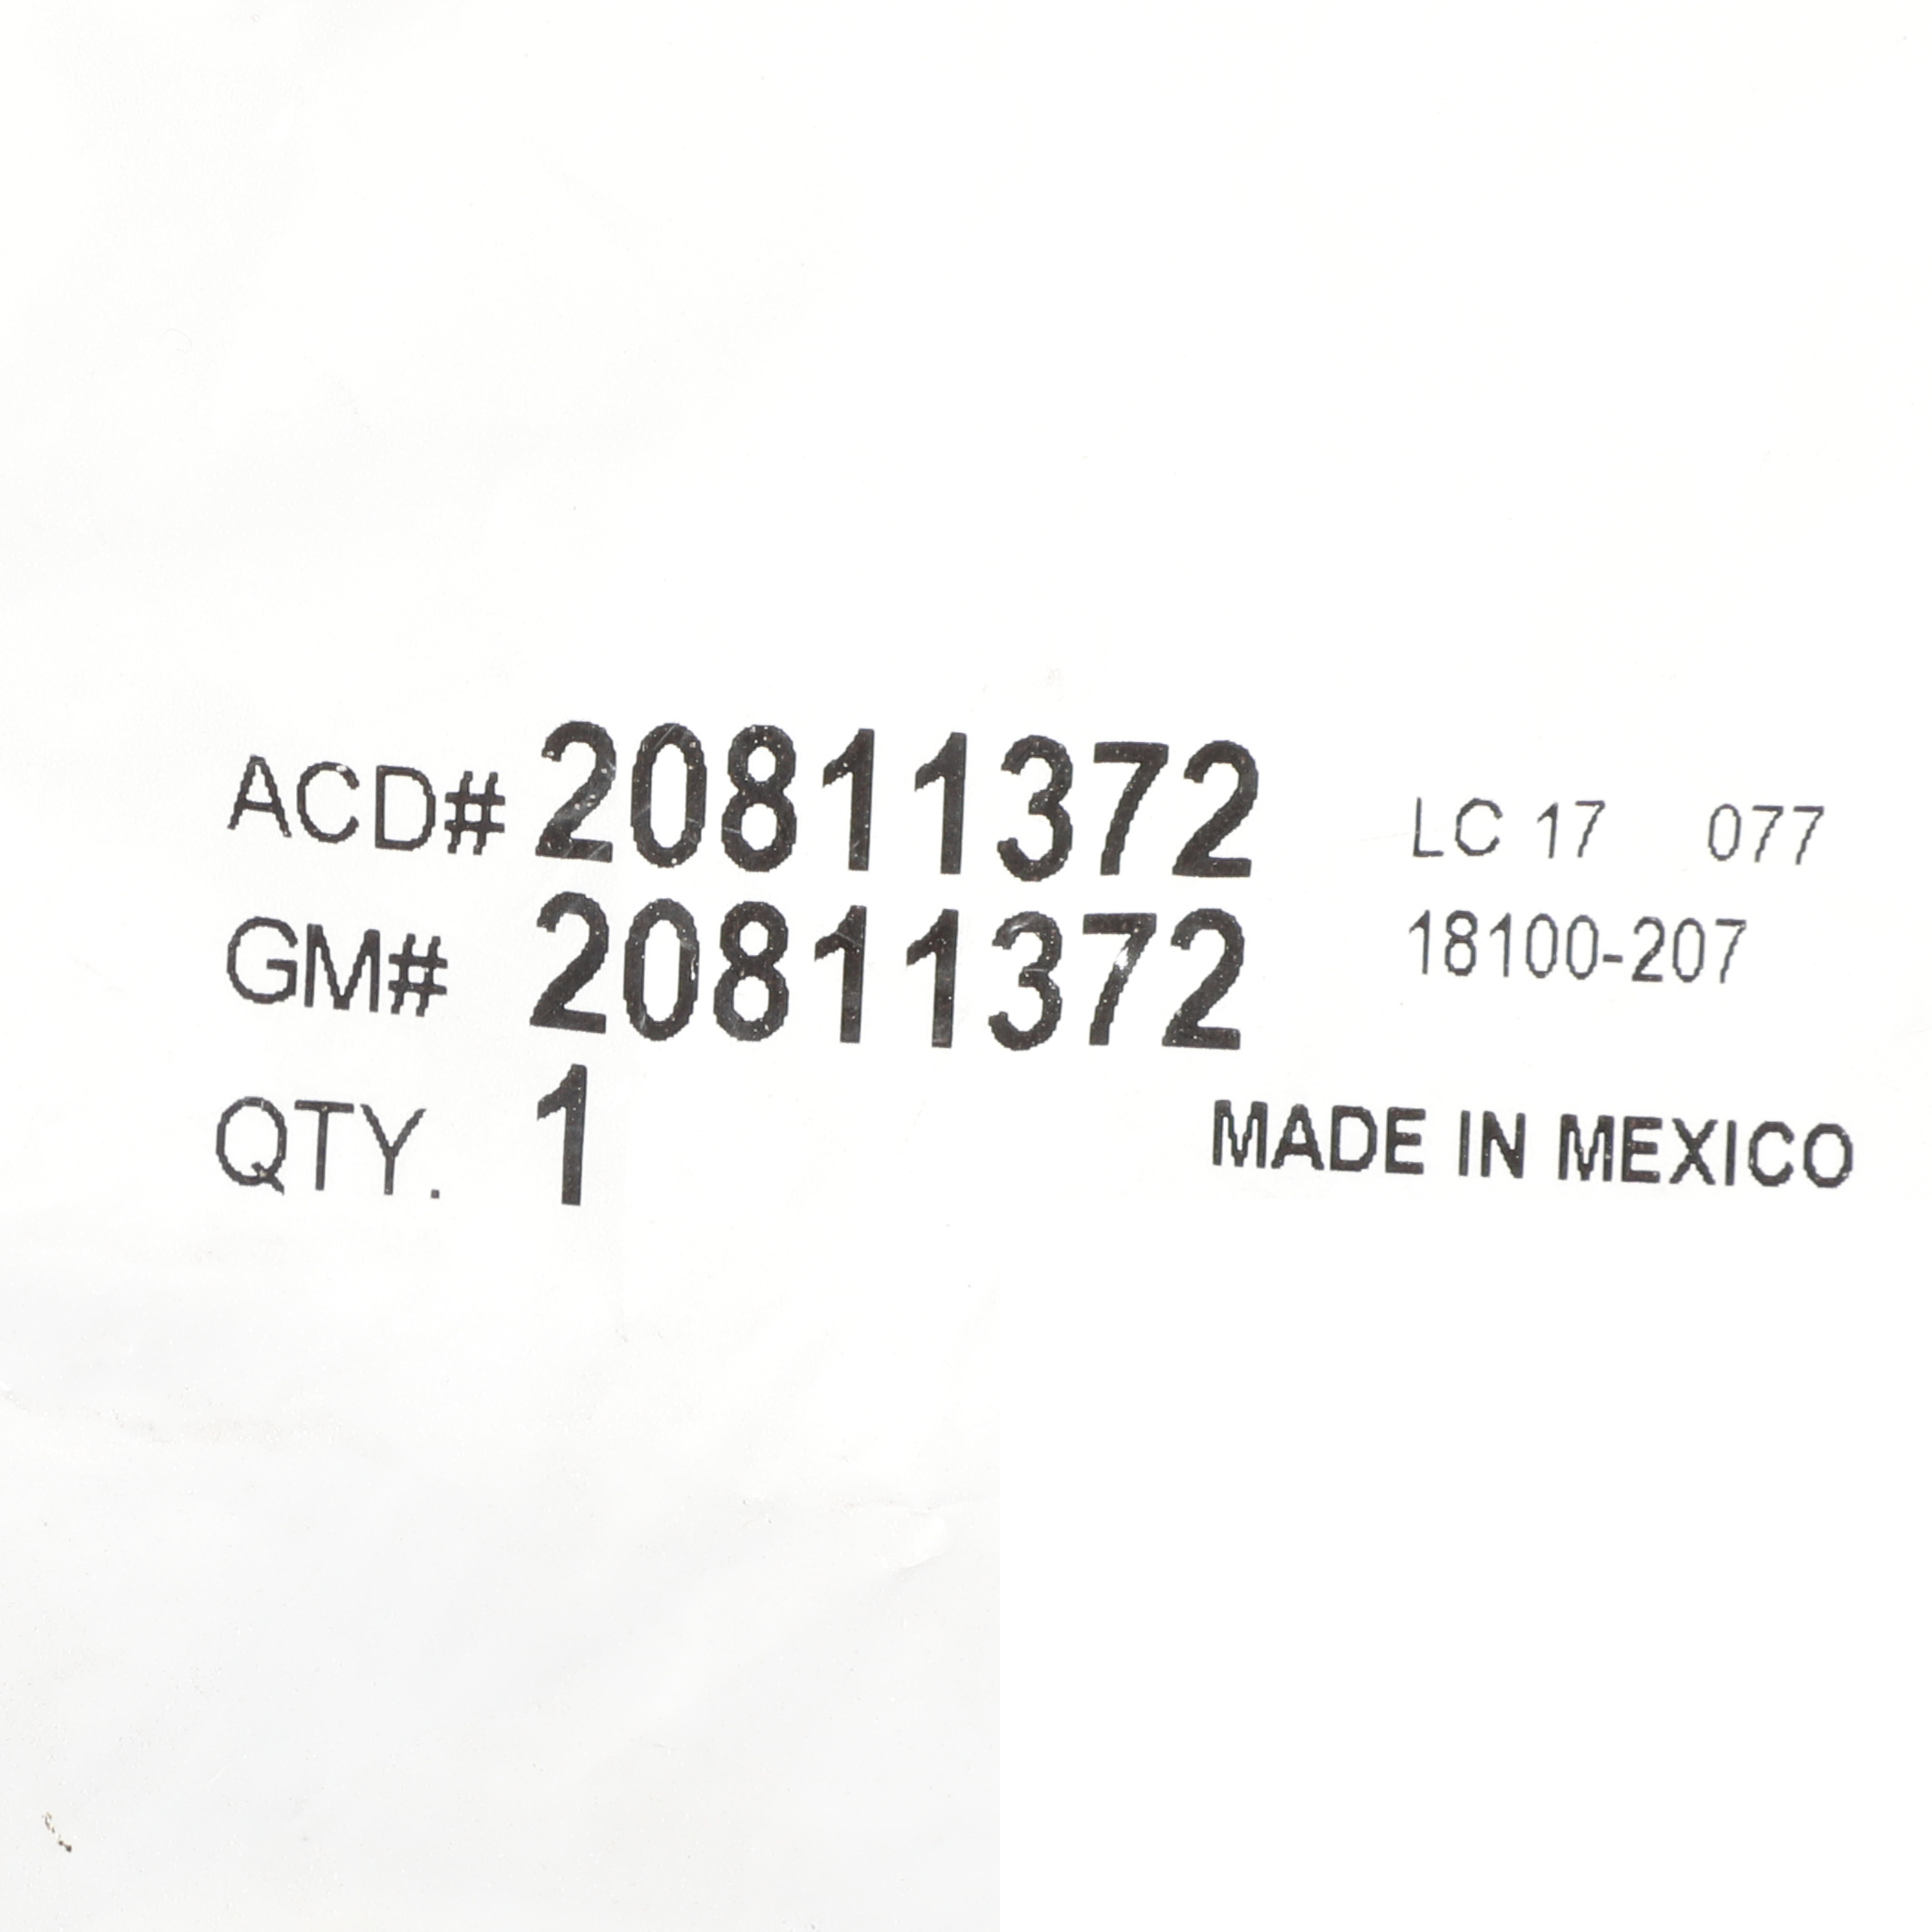 ACD# 20811372 LC 17 077
GM# 20811372 18100-207
QTY. 1 MADE IN MEXICO